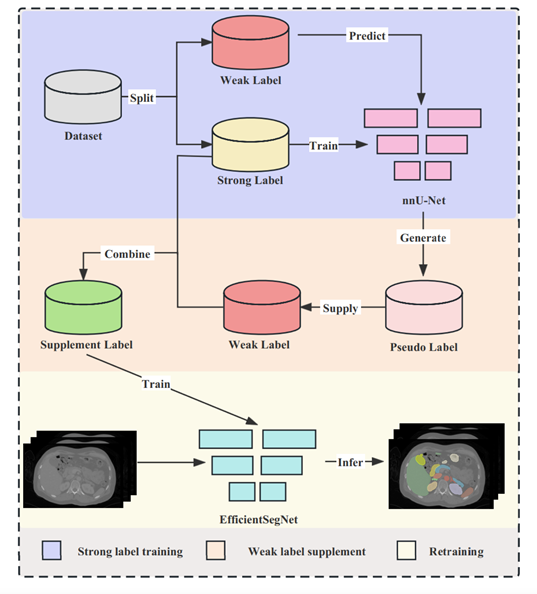 Predict
Weak Label
Split
Dataset
Train
Strong Label
nnU-Net
Generate
Combine
Supply
Supplement Label
Weak Label
Pseudo Label
Train
Infer
EfficientSegNet
Strong label training
Weak label supplement
Retraining